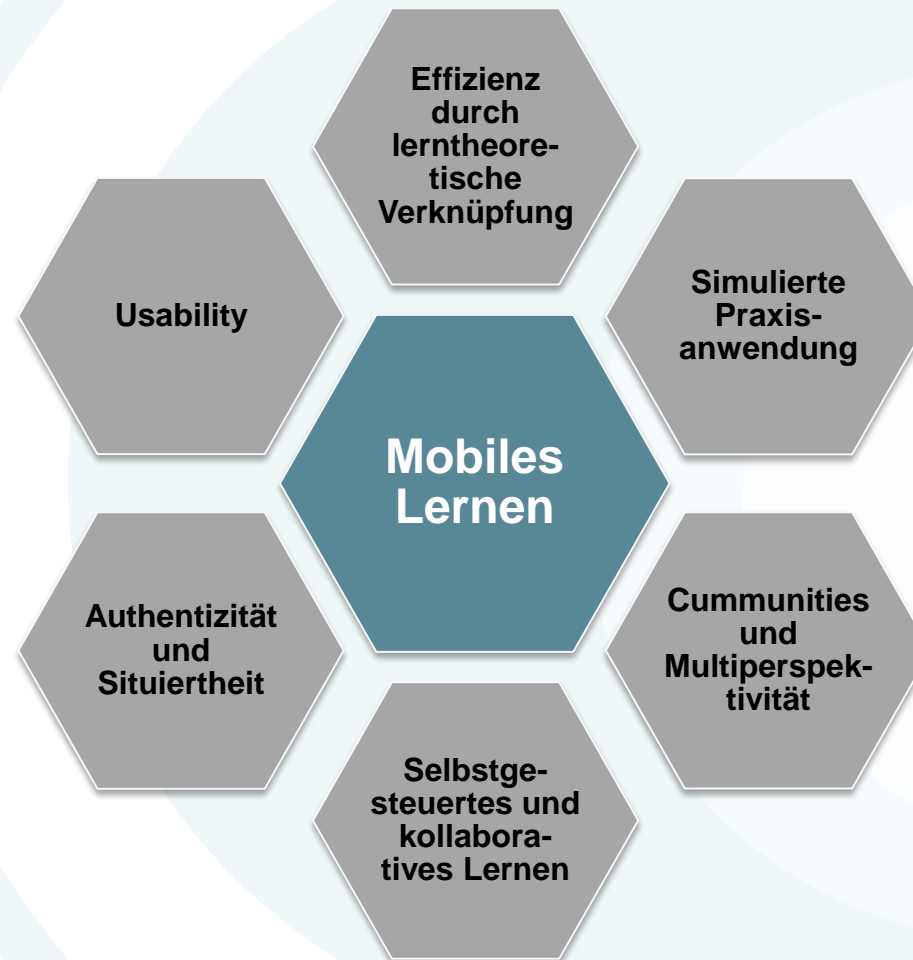 Effizienz
durch
lerntheore-
tische
Verknüpfung
Usability
Simulierte
Praxis-
anwendung
Mobiles
Lernen
Authentizität
und
Situiertheit
Cummunities
und
Multiperspek-
tivität
Selbstge-
steuertes und
kollabora-
tives Lernen